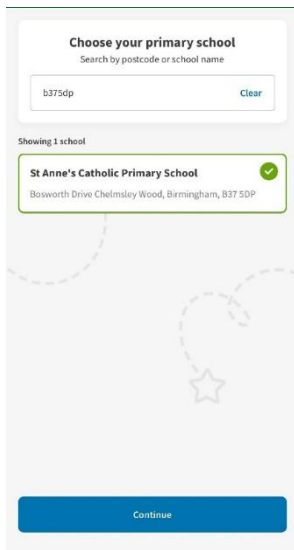 Choose your primary school
Search by postcode or school name
b375dp Clear
Showing 1 school
St Anne's Catholic Primary School
Bosworth Drive Chelmsley Wood, Birmingham, B37 5DP
Continue